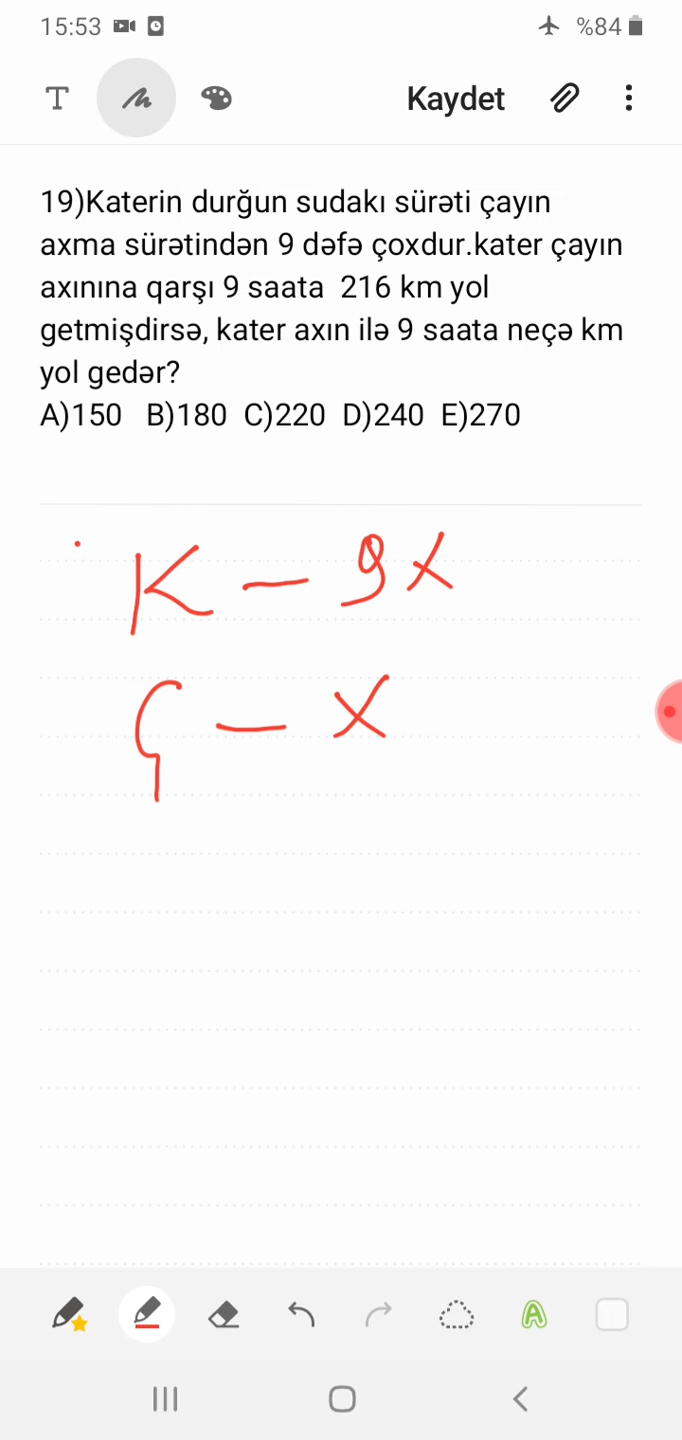 15:53 %84
T Kaydet
19)Katerin durğun sudakı sürəti çayın
axma sürətindən 9 dəfə çoxdur.kater çayın
axınına qarşı 9 saata 216 km yol
getmişdirsə, kater axın ilə 9 saata neçə km
yol gedər?
A)150 B)180 C)220 D)240 E)270
K – 9x
Ç – x
A